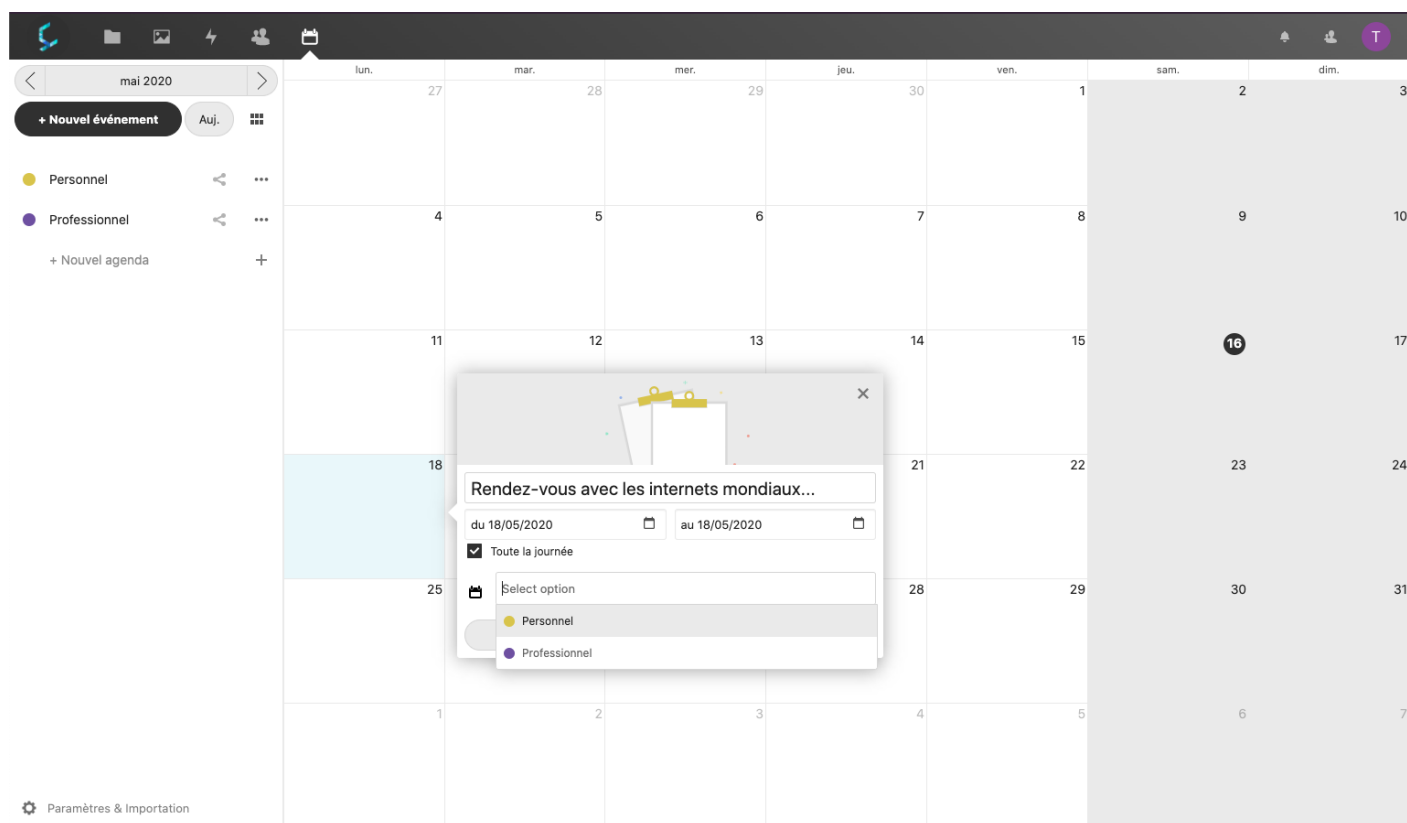 T
mai 2020
+ Nouvel événement
Auj.
Personnel
Professionnel
+ Nouvel agenda
Paramètres & Importation
lun. mar. mer. jeu. ven. sam. dim.
27 28 29 30 1 2 3
4 5 6 7 8 9 10
11 12 13 14 15 16 17
18 21 22 23 24
25 28 29 30 31
1 2 3 4 5 6 7
Rendez-vous avec les internets mondiaux...
du 18/05/2020 au 18/05/2020
Toute la journée
Select option
Personnel
Professionnel